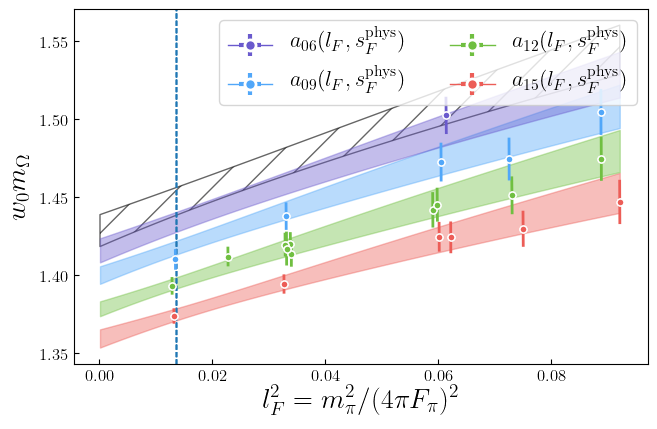 a_{06}(l_F, s_F^{phys})
a_{09}(l_F, s_F^{phys})
a_{12}(l_F, s_F^{phys})
a_{15}(l_F, s_F^{phys})
w_0 m_Ω
1.55
1.50
1.45
1.40
1.35
0.00 0.02 0.04 0.06 0.08
l_F^2 = m_π^2/(4πF_π)^2